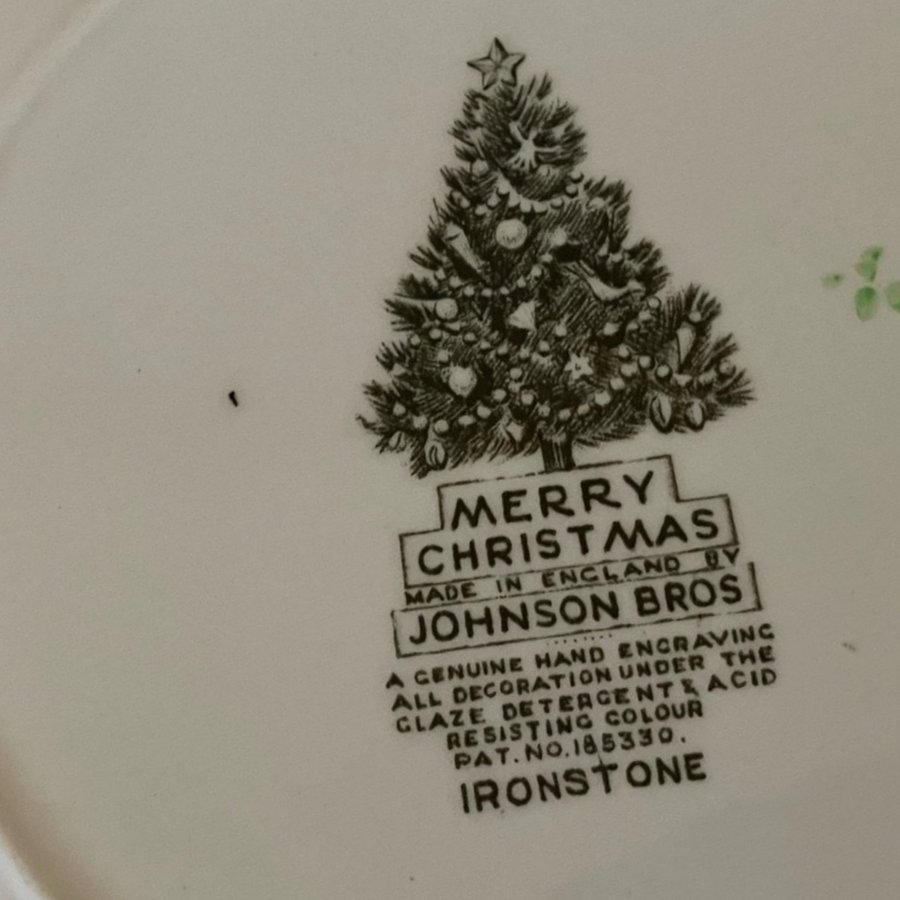 MERRY
CHRISTMAS
MADE IN ENGLAND BY
JOHNSON BROS
A GENUINE HAND ENGRAVING
ALL DECORATION UNDER THE
GLAZE DETERGENT & ACID
RESISTING COLOUR
PAT. NO. 185330.
IRONSTONE